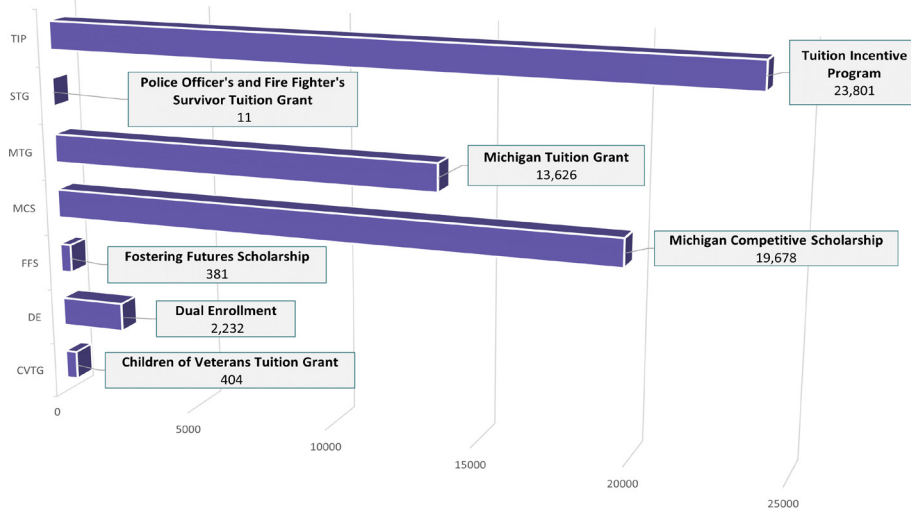 TIP
Tuition Incentive
Program
23,801
STG
Police Officer's and Fire Fighter's
Survivor Tuition Grant
11
MTG
Michigan Tuition Grant
13,626
MCS
Michigan Competitive Scholarship
19,678
FFS
Fostering Futures Scholarship
381
DE
Dual Enrollment
2,232
CVTG
Children of Veterans Tuition Grant
404
0
5000
10000
15000
20000
25000